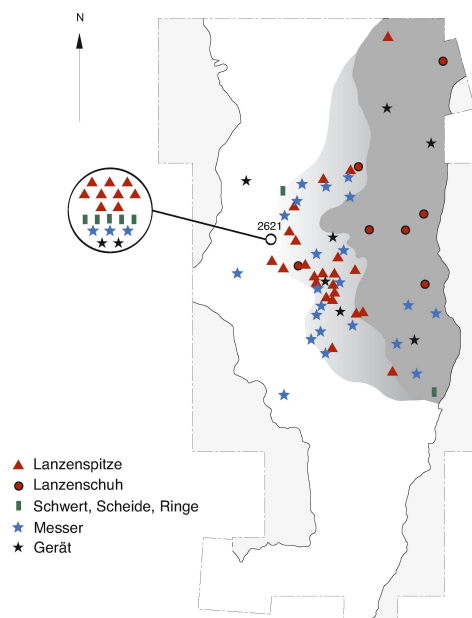 N
2621
Lanzenspitze
Lanzenschuh
Schwert, Scheide, Ringe
Messer
Gerät